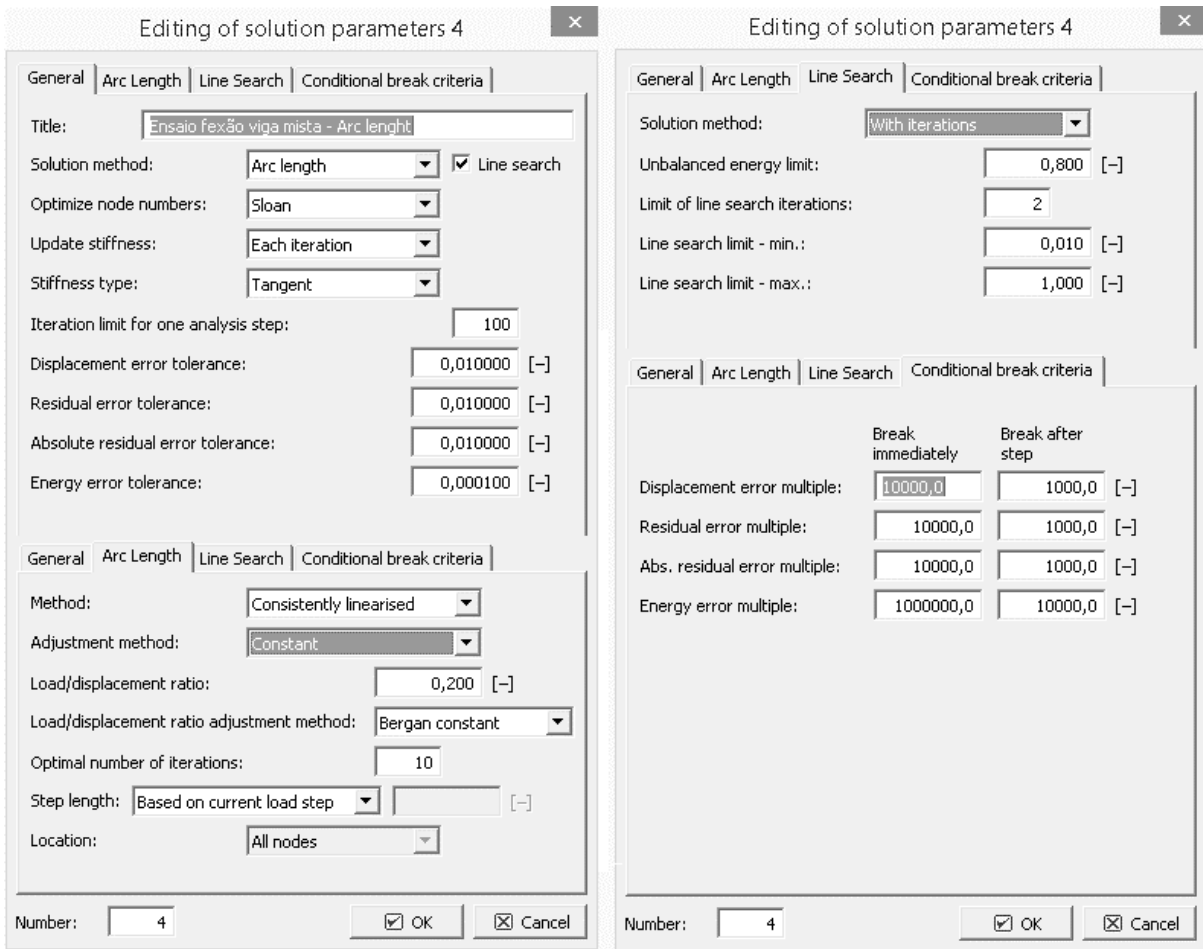 Editing of solution parameters 4
General Arc Length Line Search Conditional break criteria
Title: Ensaio fexão viga mista - Arc lenght
Solution method: Arc length Line search
Optimize node numbers: Sloan
Update stiffness: Each iteration
Stiffness type: Tangent
Iteration limit for one analysis step: 100
Displacement error tolerance: 0,010000 [-]
Residual error tolerance: 0,010000 [-]
Absolute residual error tolerance: 0,010000 [-]
Energy error tolerance: 0,000100 [-]
General Arc Length Line Search Conditional break criteria
Method: Consistently linearised
Adjustment method: Constant
Load/displacement ratio: 0,200 [-]
Load/displacement ratio adjustment method: Bergan constant
Optimal number of iterations: 10
Step length: Based on current load step [-]
Location: All nodes
Number: 4 OK Cancel
Editing of solution parameters 4
General Arc Length Line Search Conditional break criteria
Solution method: With iterations
Unbalanced energy limit: 0,800 [-]
Limit of line search iterations: 2
Line search limit - min.: 0,010 [-]
Line search limit - max.: 1,000 [-]
General Arc Length Line Search Conditional break criteria
Break immediately Break after step
Displacement error multiple: 10000,0 1000,0 [-]
Residual error multiple: 10000,0 1000,0 [-]
Abs. residual error multiple: 10000,0 1000,0 [-]
Energy error multiple: 1000000,0 10000,0 [-]
Number: 4 OK Cancel